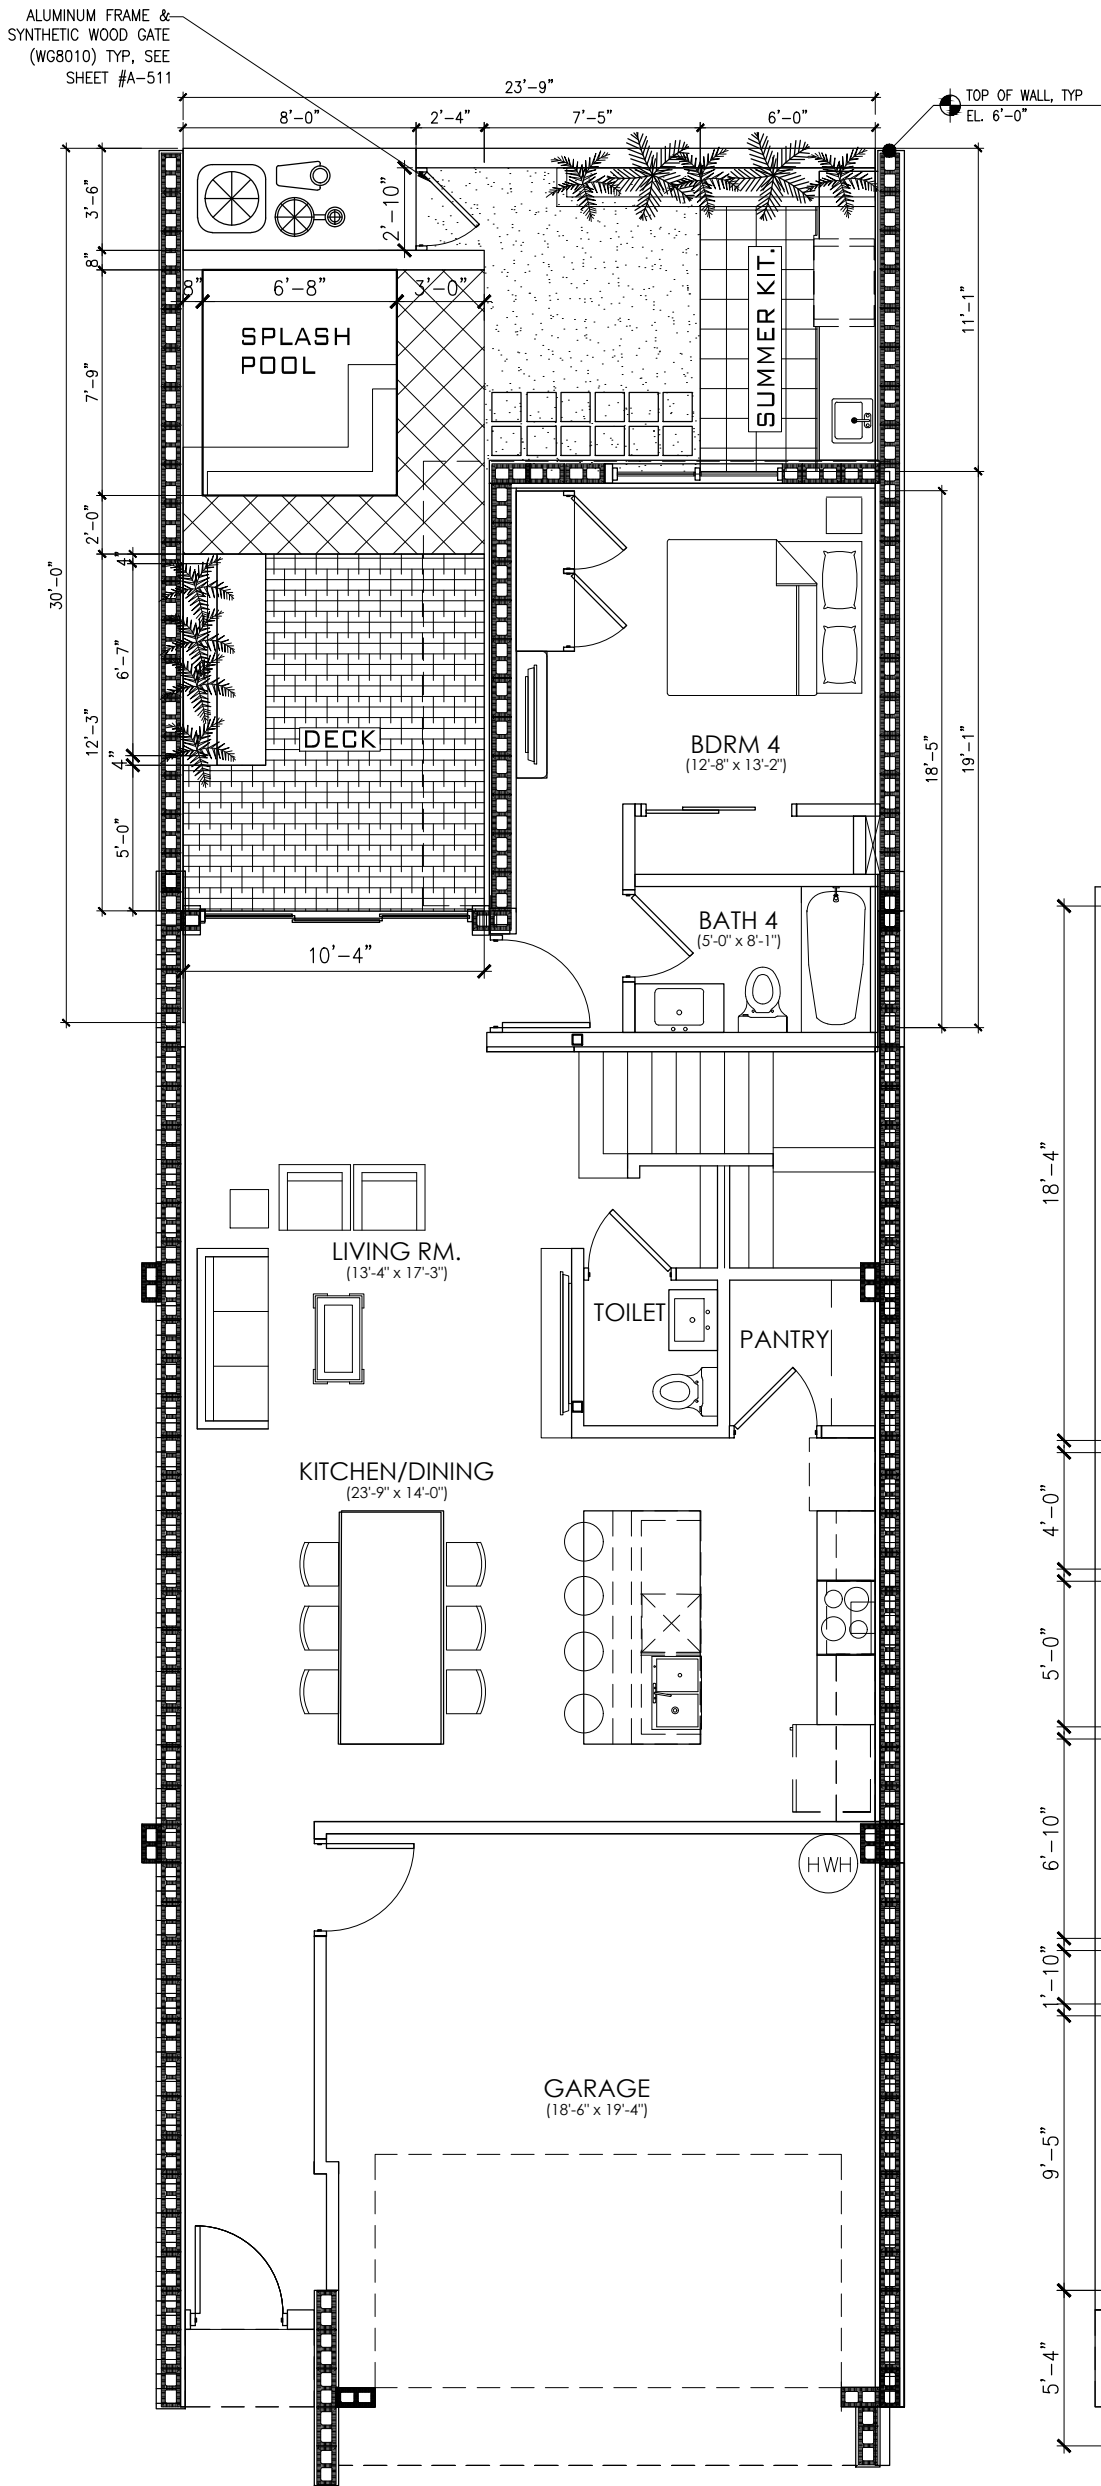 ALUMINUM FRAME &
SYNTHETIC WOOD GATE
(WG8010) TYP, SEE
SHEET #A-511
23'-9"
TOP OF WALL, TYP
EL. 6'-0"
8'-0"
2'-4"
7'-5"
6'-0"
3'-6"
2'-10"
8"
8"
6'-8"
3'-0"
SPLASH
POOL
SUMMER KIT.
11'-1"
7'-9"
2'-0"
4"
30'-0"
6'-7"
12'-3"
4"
5'-0"
DECK
BDRM 4
(12'-8" x 13'-2")
18'-5"
19'-1"
BATH 4
(5'-0" x 8'-1")
10'-4"
18'-4"
LIVING RM.
(13'-4" x 17'-3")
TOILET
PANTRY
KITCHEN/DINING
(23'-9" x 14'-0")
4'-0"
5'-0"
6'-10"
HWH
1'-10"
GARAGE
(18'-6" x 19'-4")
9'-5"
5'-4"